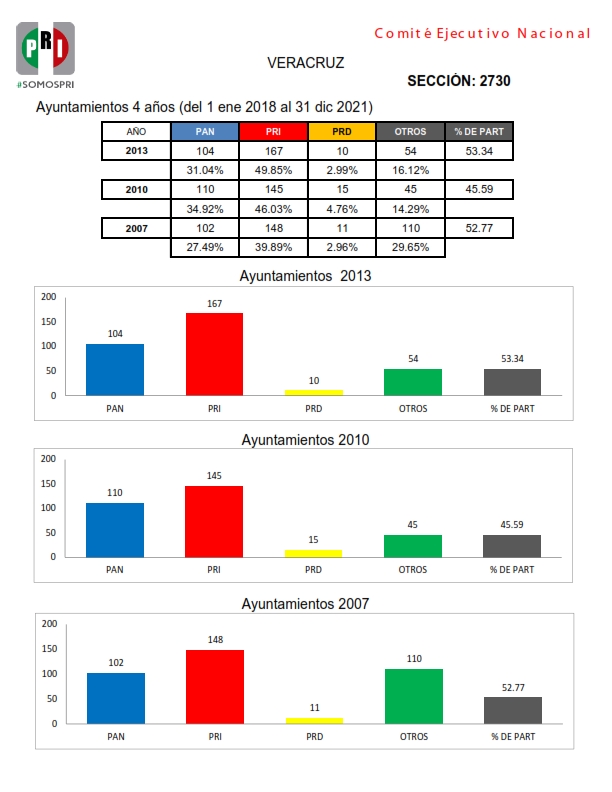 Comité Ejecutivo Nacional
PRI
#SOMOSPRI
VERACRUZ
SECCIÓN: 2730
Ayuntamientos 4 años (del 1 ene 2018 al 31 dic 2021)
AÑO PAN PRI PRD OTROS % DE PART
2013 104 167 10 54 53.34
31.04% 49.85% 2.99% 16.12%
2010 110 145 15 45 45.59
34.92% 46.03% 4.76% 14.29%
2007 102 148 11 110 52.77
27.49% 39.89% 2.96% 29.65%
Ayuntamientos 2013
200
150
100
50
0
104 167 10 54 53.34
PAN PRI PRD OTROS % DE PART
Ayuntamientos 2010
200
150
100
50
0
110 145 15 45 45.59
PAN PRI PRD OTROS % DE PART
Ayuntamientos 2007
200
150
100
50
0
102 148 11 110 52.77
PAN PRI PRD OTROS % DE PART